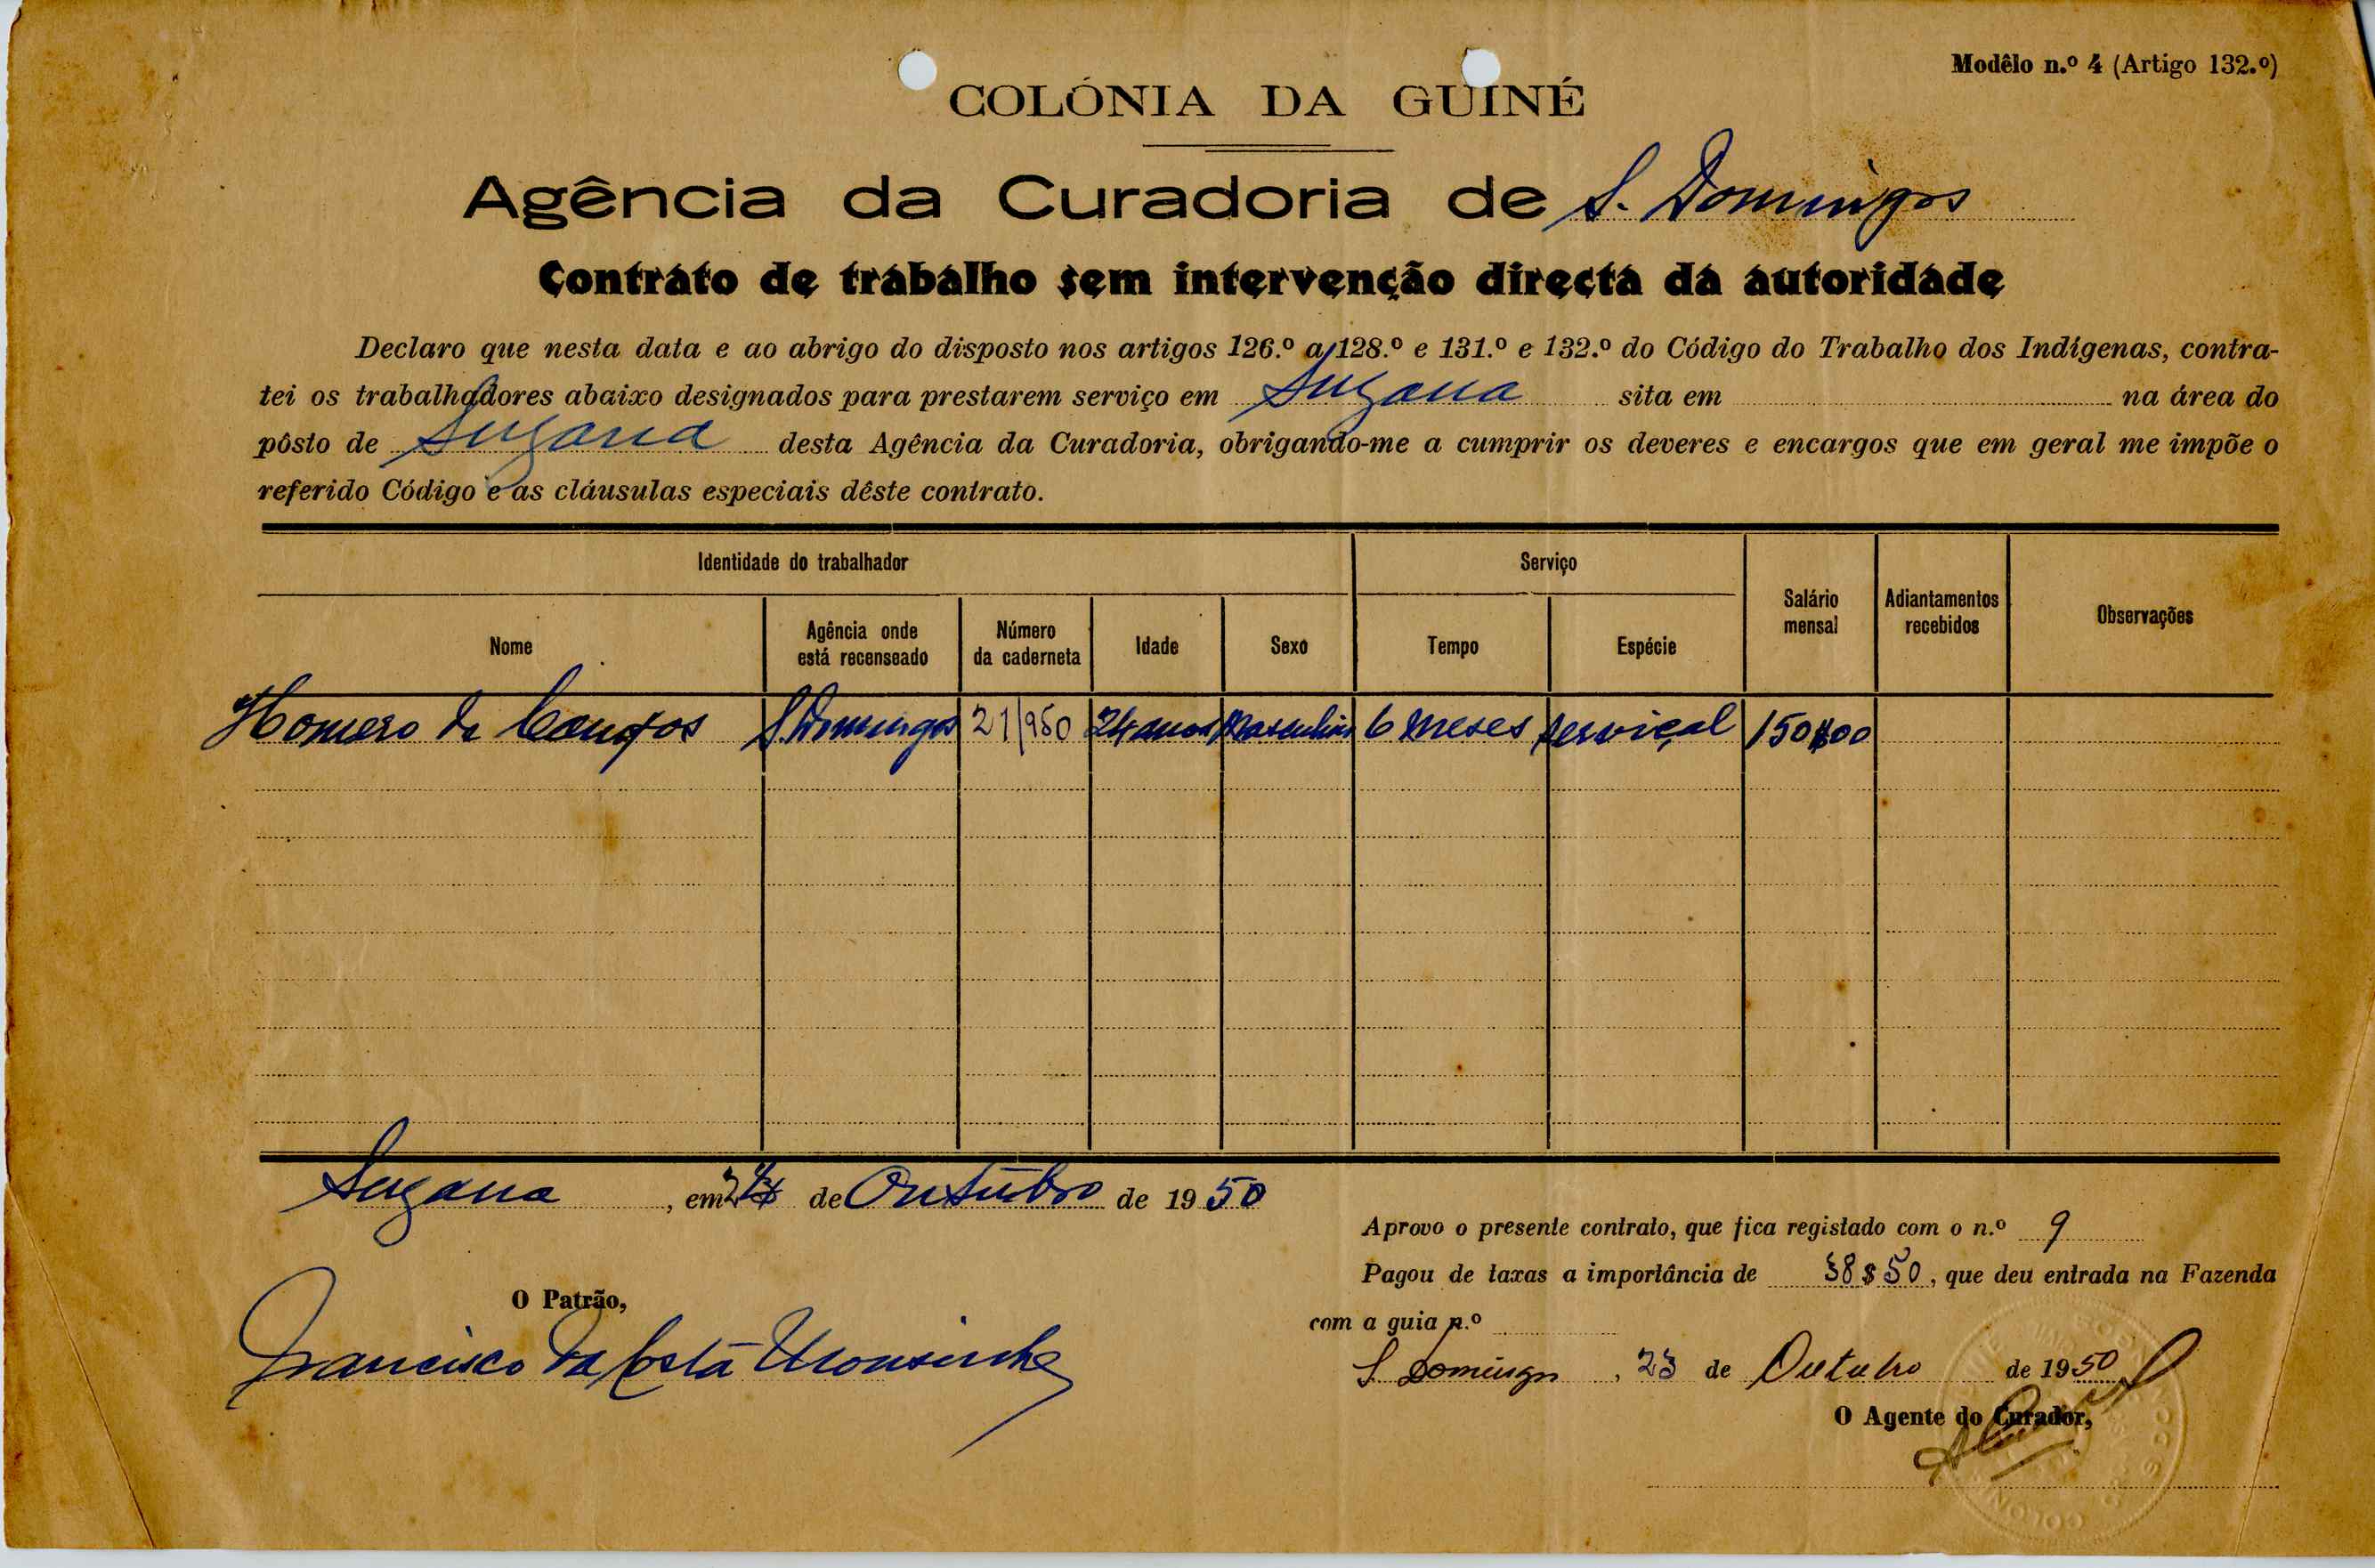 Modêlo n.º 4 (Artigo 132.º)
COLÓNIA DA GUINÉ
Agência da Curadoria de S. Domingos
Contrato de trabalho sem intervenção directa da autoridade
Declaro que nesta data e ao abrigo do disposto nos artigos 126.º a 128.º e 131.º e 132.º do Código do Trabalho dos Indígenas, contra-
tei os trabalhadores abaixo designados para prestarem serviço em Suzana sita em na área do
pôsto de Suzana desta Agência da Curadoria, obrigando-me a cumprir os deveres e encargos que em geral me impõe o
referido Código e as cláusulas especiais dêste contrato.
Identidade do trabalhador Serviço Salário mensal Adiantamentos recebidos Observações
Nome Agência onde está recenseado Número da caderneta Idade Sexo Tempo Espécie
Homero de S. Domingos 21/950 24 anos Masculino 6 meses serviçal 150$00
Suzana, em de Outubro de 1950
Aprovo o presente contrato, que fica registado com o n.º 9
Pagou de taxas a importância de 38$50, que deu entrada na Fazenda
com a guia n.º
O Patrão,
Francisco da Costa
S. Domingos, 23 de Outubro de 1950
O Agente do Curador,